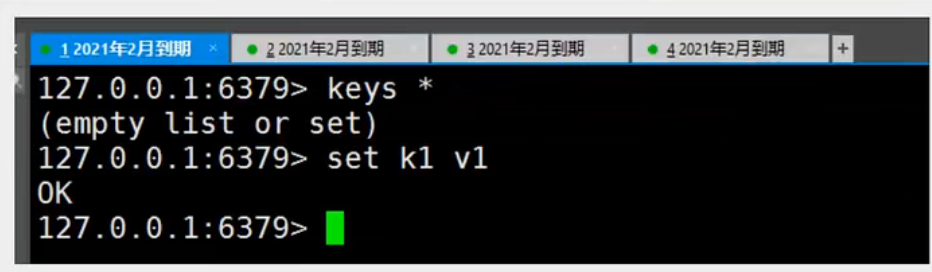 1 2021年2月到期 × 2 2021年2月到期 3 2021年2月到期 4 2021年2月到期 +
127.0.0.1:6379> keys *
(empty list or set)
127.0.0.1:6379> set k1 v1
OK
127.0.0.1:6379>